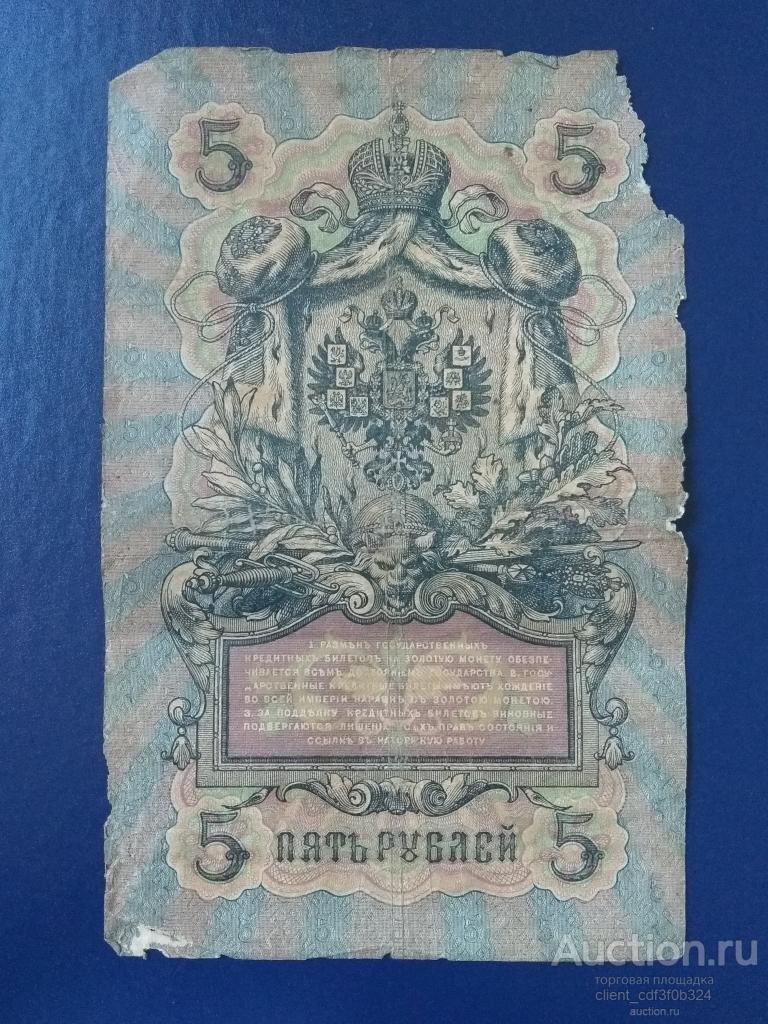 5 5
1. РАЗМѢНЪ ГОСУДАРСТВЕННЫХЪ
КРЕДИТНЫХЪ БИЛЕТОВЪ НА ЗОЛОТУЮ МОНЕТУ ОБЕЗПЕ-
ЧИВАЕТСЯ ВСѢМЪ ДОСТОЯНІЕМЪ ГОСУДАРСТВА. 2. ГОСУ-
ДАРСТВЕННЫЕ КРЕДИТНЫЕ БИЛЕТЫ ИМѢЮТЪ ХОЖДЕНІЕ
ВО ВСЕЙ ИМПЕРІИ НАРАВНѢ СЪ ЗОЛОТОЮ МОНЕТОЮ.
3. ЗА ПОДДѢЛКУ КРЕДИТНЫХЪ БИЛЕТОВЪ ВИНОВНЫЕ
ПОДВЕРГАЮТСЯ ЛИШЕНІЮ ВСѢХЪ ПРАВЪ СОСТОЯНІЯ И
ССЫЛКѢ ВЪ КАТОРЖНУЮ РАБОТУ
5 ПЯТЬ РУБЛЕЙ 5
Auction.ru
торговая площадка
client_cdf3f0b324
auction.ru